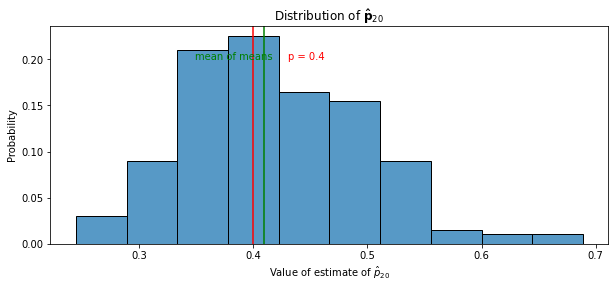 Distribution of p̂₂₀
Probability
0.20
0.15
0.10
0.05
0.00
mean of means
p = 0.4
0.3
0.4
0.5
0.6
0.7
Value of estimate of p̂₂₀